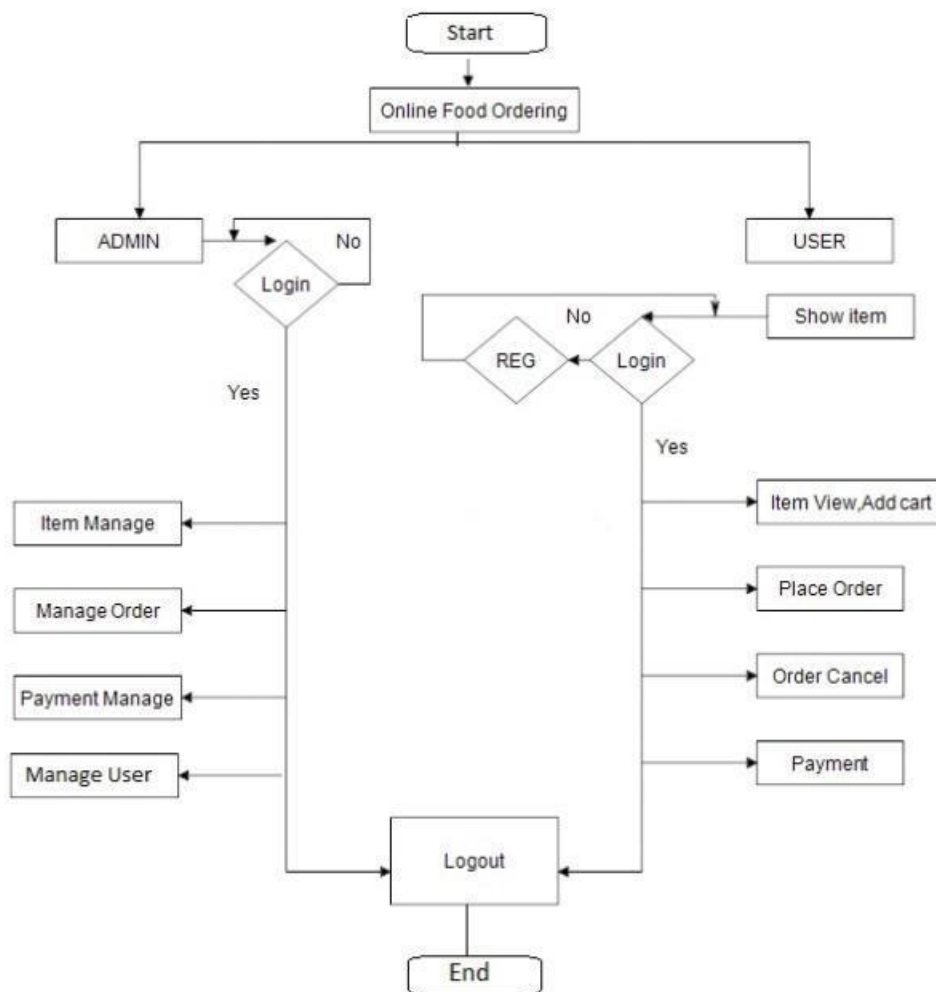 Start
Online Food Ordering
ADMIN
No
USER
Login
No
Show item
REG
Login
Yes
Yes
Item Manage
Item View,Add cart
Manage Order
Place Order
Payment Manage
Order Cancel
Manage User
Payment
Logout
End